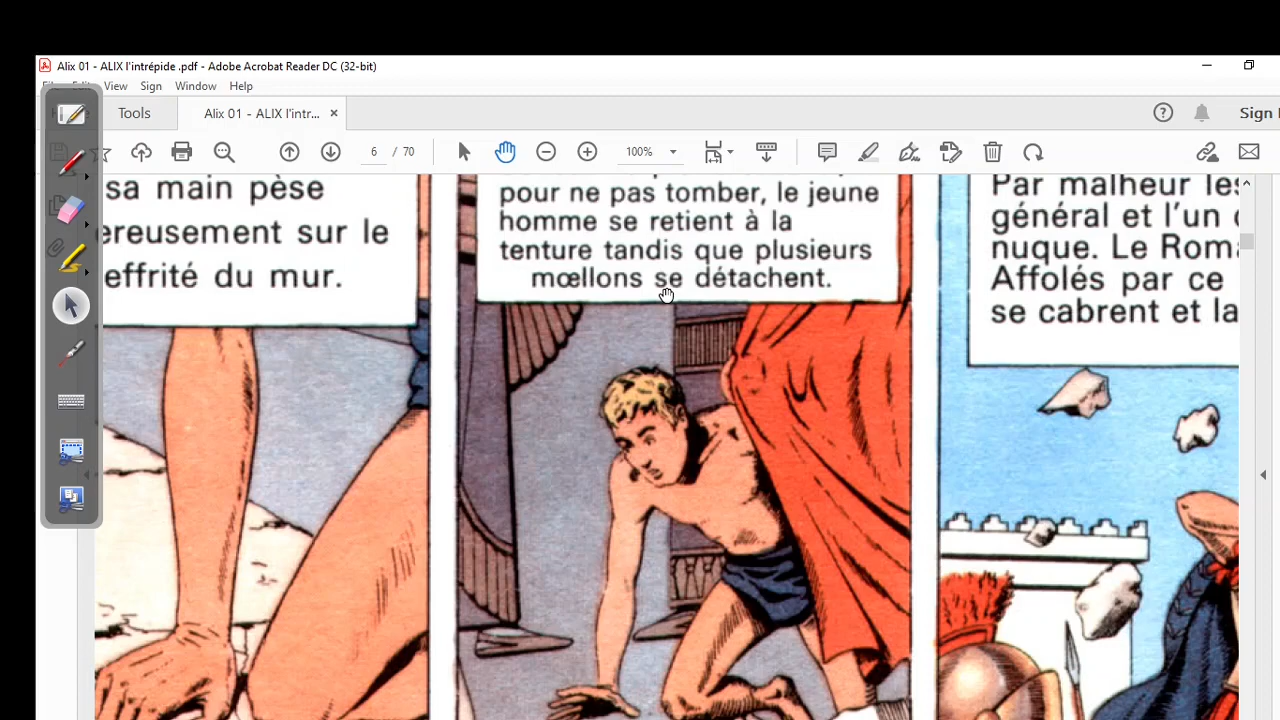 Alix 01 - ALIX l'intrépide .pdf - Adobe Acrobat Reader DC (32-bit)
View Sign Window Help
Tools
Alix 01 - ALIX l'intr... ×
Sign
6 / 70
100%
sa main pèse
ereusement sur le
effrité du mur.
pour ne pas tomber, le jeune
homme se retient à la
tenture tandis que plusieurs
mœllons se détachent.
Par malheur les
général et l'un
nuque. Le Rom
Affolés par ce
se cabrent et la